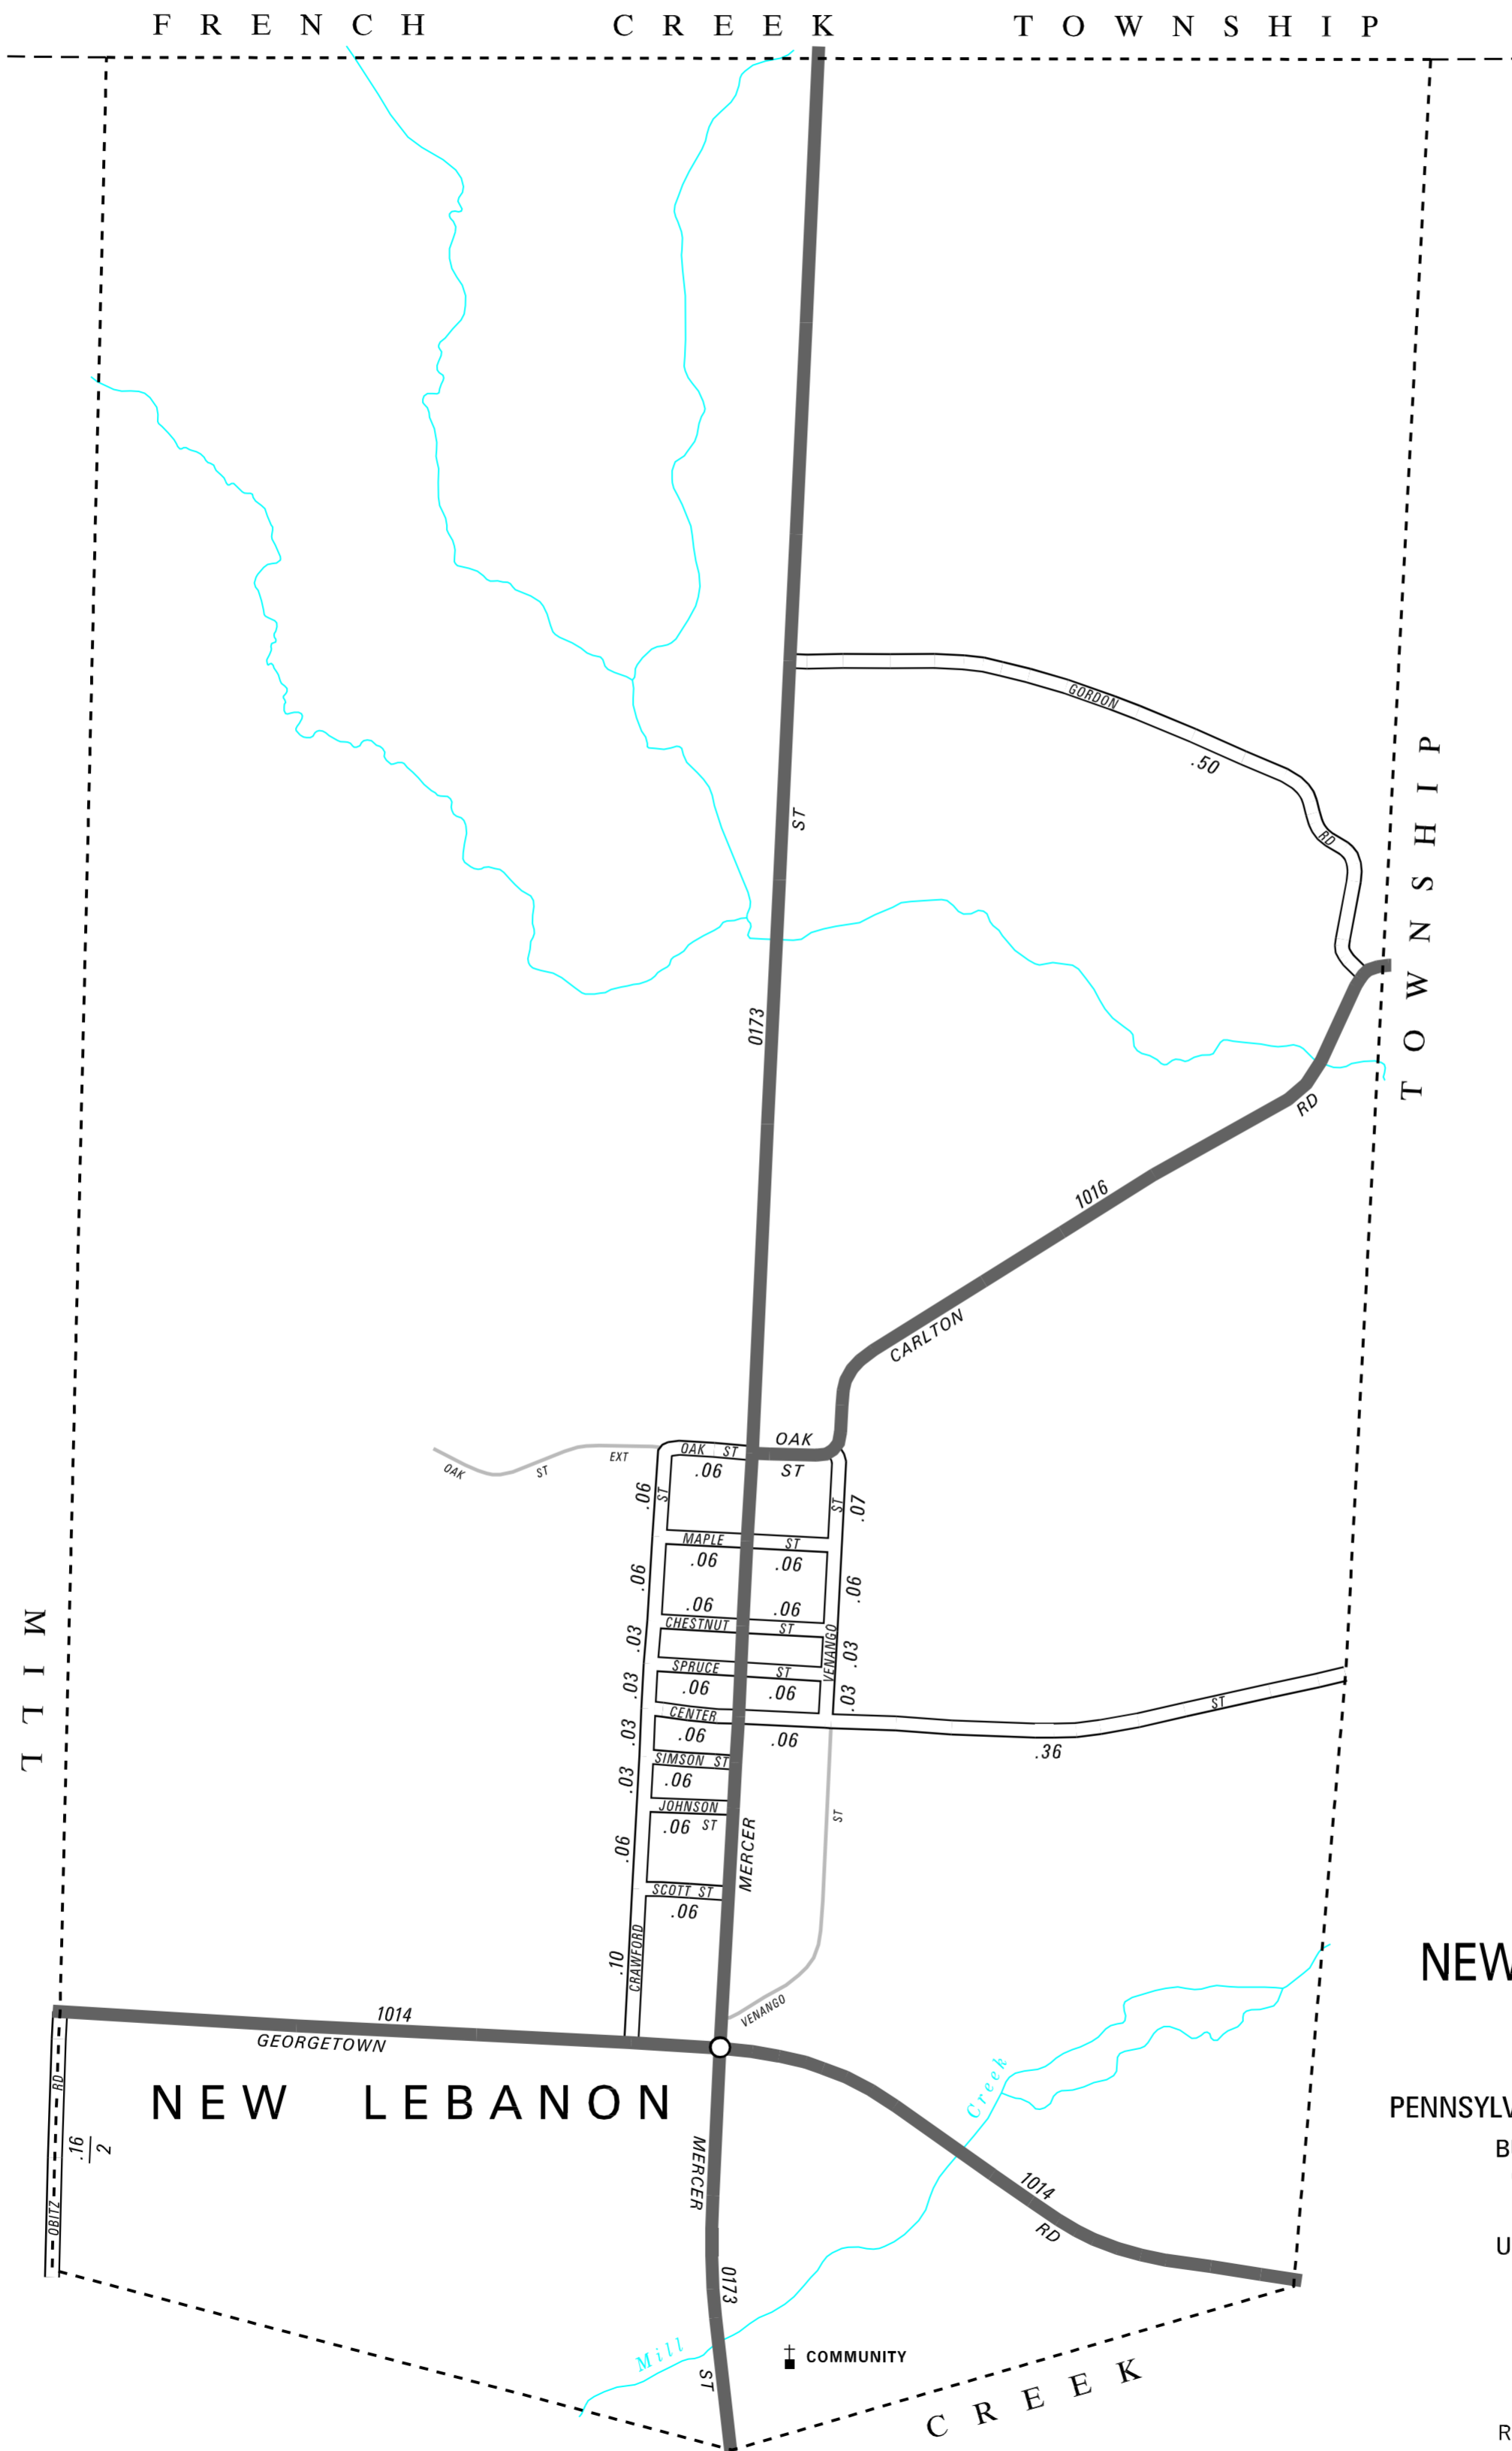 FRENCH CREEK TOWNSHIP
GORDON
.50
RD
ST
TOWNSHIP
0173
RD
1016
CARLTON
OAK
ST
OAK ST EXT
OAK ST
.06
.06
ST
ST
.07
MAPLE ST
.06
.06
.06
.06
.06
.06
CHESTNUT ST
.03
.03
VENANGO
SPRUCE ST
.03
.06
.06
.03
ST
CENTER
.03
.06
.06
.36
SIMSON ST
.03
.06
JOHNSON
ST
.06
.06
ST
MERCER
MILL
SCOTT ST
.06
.10
CRAWFORD
VENANGO
NEW
1014
GEORGETOWN
NEW LEBANON
Creek
RD
.16
2
OBITZ
MERCER
PENNSYLV
B
1014
RD
U
0173
Mill
ST
COMMUNITY
CREEK
R